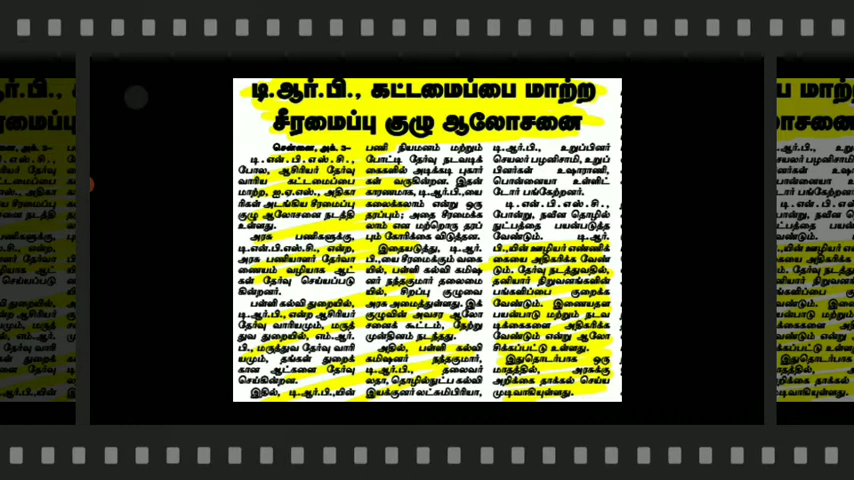 டி.ஆர்.பி., கட்டமைப்பை மாற்ற
சீரமைப்பு குழு ஆலோசனை
சென்னை, அக். 3-
டி.என்.பி.எஸ்.சி.,
போல, ஆசிரியர் தேர்வு
வாரிய கட்டமைப்பை
மாற்ற, ஐ.ஏ.எஸ்., அதிகா
ரிகள் அடங்கிய சீரமைப்பு
குழு ஆலோசனை நடத்தி
உள்ளது.
அரசு பணிகளுக்கு,
டி.என்.பி.எஸ்.சி., என்ற,
அரசு பணியாளர் தேர்வா
ணையம் வழியாக ஆட்
கள் தேர்வு செய்யப்படு
கின்றனர்.
பள்ளி கல்வி துறையில்,
டி.ஆர்.பி., என்ற ஆசிரியர்
தேர்வு வாரியமும், மருத்
துவ துறையில், எம்.ஆர்.
பி., மருத்துவ தேர்வு வாரி
யமும், தங்கள் துறைக்
கான ஆட்களை தேர்வு
செய்கின்றன.
இதில், டி.ஆர்.பி.,யின்
பணி நியமனம் மற்றும்
போட்டி தேர்வு நடவடிக்
கைகளில் அடிக்கடி புகார்
கள் வருகின்றன. இதன்
காரணமாக, டி.ஆர்.பி.,யை
கலைக்கலாம் என்று ஒரு
தரப்பும்; அதை சீரமைக்க
லாம் என மற்றொரு தரப்
பும் கோரிக்கை விடுத்தன.
இதையடுத்து, டி.ஆர்.
பி.,யை சீரமைக்கும் வகை
யில், பள்ளி கல்வி கமிஷ
னர் நந்தகுமார் தலைமை
யில், சிறப்பு குழுவை
அரசு அமைத்துள்ளது. இக்
குழுவின் அவசர ஆலோ
சனைக் கூட்டம், நேற்று
முன்தினம் நடந்தது.
அதில், பள்ளி கல்வி
கமிஷனர் நந்தகுமார்,
டி.ஆர்.பி., தலைவர்
லதா, தொழில்நுட்ப கல்வி
இயக்குனர் லட்சுமிபிரியா,
டி.ஆர்.பி., உறுப்பினர்
செயலர் பழனிசாமி, உறுப்
பினர்கள் உஷாராணி,
பொன்னையா உள்ளிட்
டோர் பங்கேற்றனர்.
டி.என்.பி.எஸ்.சி.,
போன்று, நவீன தொழில்
நுட்பத்தை பயன்படுத்த
வேண்டும். டி.ஆர்.
பி.,யின் ஊழியர் எண்ணிக்
கையை அதிகரிக்க வேண்
டும். தேர்வு நடத்துவதில்,
தனியார் நிறுவனங்களின்
பங்களிப்பை குறைக்க
வேண்டும். இணையதள
பயன்பாடு மற்றும் நடவ
டிக்கைகளை அதிகரிக்க
வேண்டும் என்று ஆலோ
சிக்கப்பட்டு உள்ளது.
இதுதொடர்பாக ஒரு
மாதத்தில், அரசுக்கு
அறிக்கை தாக்கல் செய்ய
முடிவாகியுள்ளது.